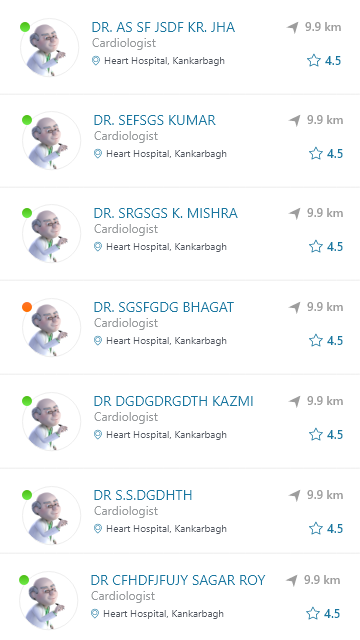 DR. AS SF JSDF KR. JHA 9.9 km
Cardiologist
Heart Hospital, Kankarbagh 4.5
DR. SEFSGS KUMAR 9.9 km
Cardiologist
Heart Hospital, Kankarbagh 4.5
DR. SRGSGS K. MISHRA 9.9 km
Cardiologist
Heart Hospital, Kankarbagh 4.5
DR. SGSFGDG BHAGAT 9.9 km
Cardiologist
Heart Hospital, Kankarbagh 4.5
DR DGDGDRGDTH KAZMI 9.9 km
Cardiologist
Heart Hospital, Kankarbagh 4.5
DR S.S.DGDHTH 9.9 km
Cardiologist
Heart Hospital, Kankarbagh 4.5
DR CFHDFJFUJY SAGAR ROY 9.9 km
Cardiologist
Heart Hospital, Kankarbagh 4.5